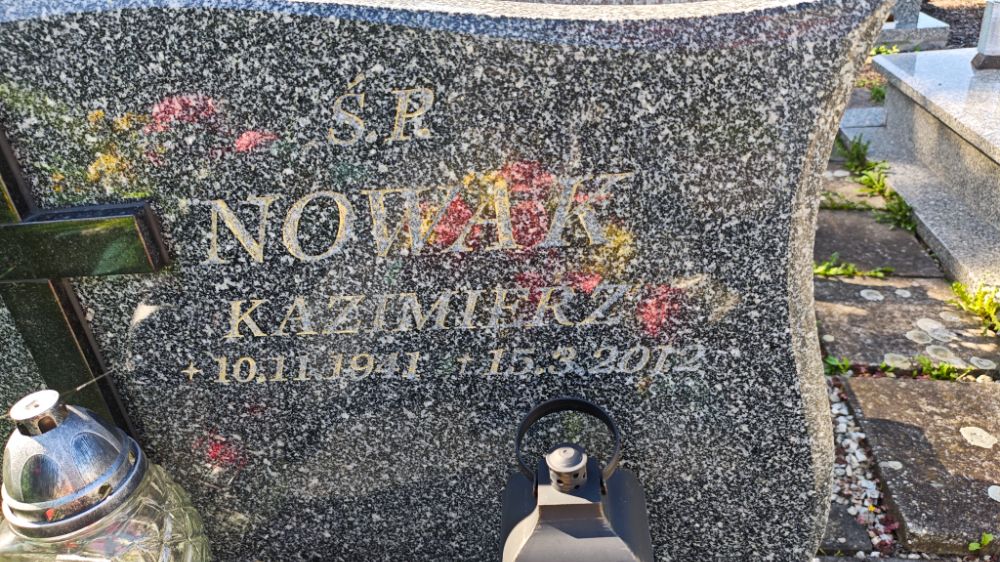 Ś.P.
NOWAK
KAZIMIERZ
+ 10.11.1941 + 15.3.2012